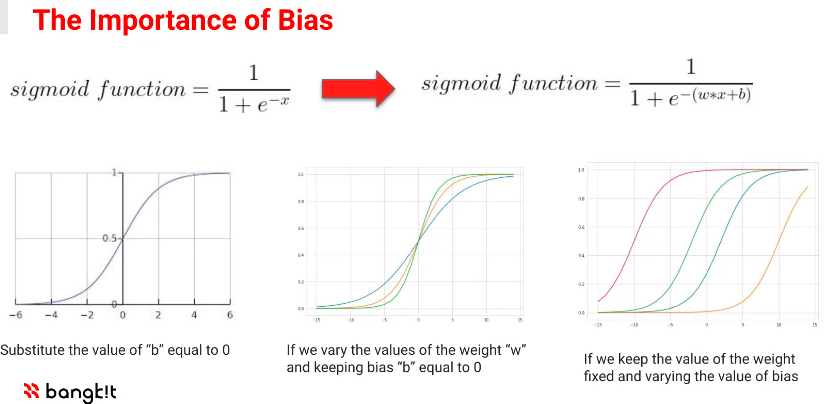 The Importance of Bias
sigmoid function = 1 / (1 + e^{-x})
sigmoid function = 1 / (1 + e^{-(w*x+b)})
1
0.5
0
-6 -4 -2 0 2 4 6
1.0
0.8
0.6
0.4
0.2
0.0
-15 -10 -5 0 5 10 15
1.0
0.8
0.6
0.4
0.2
0.0
-15 -10 -5 0 5 10 15
Substitute the value of “b” equal to 0
If we vary the values of the weight “w”
and keeping bias “b” equal to 0
If we keep the value of the weight
fixed and varying the value of bias
bangk!t